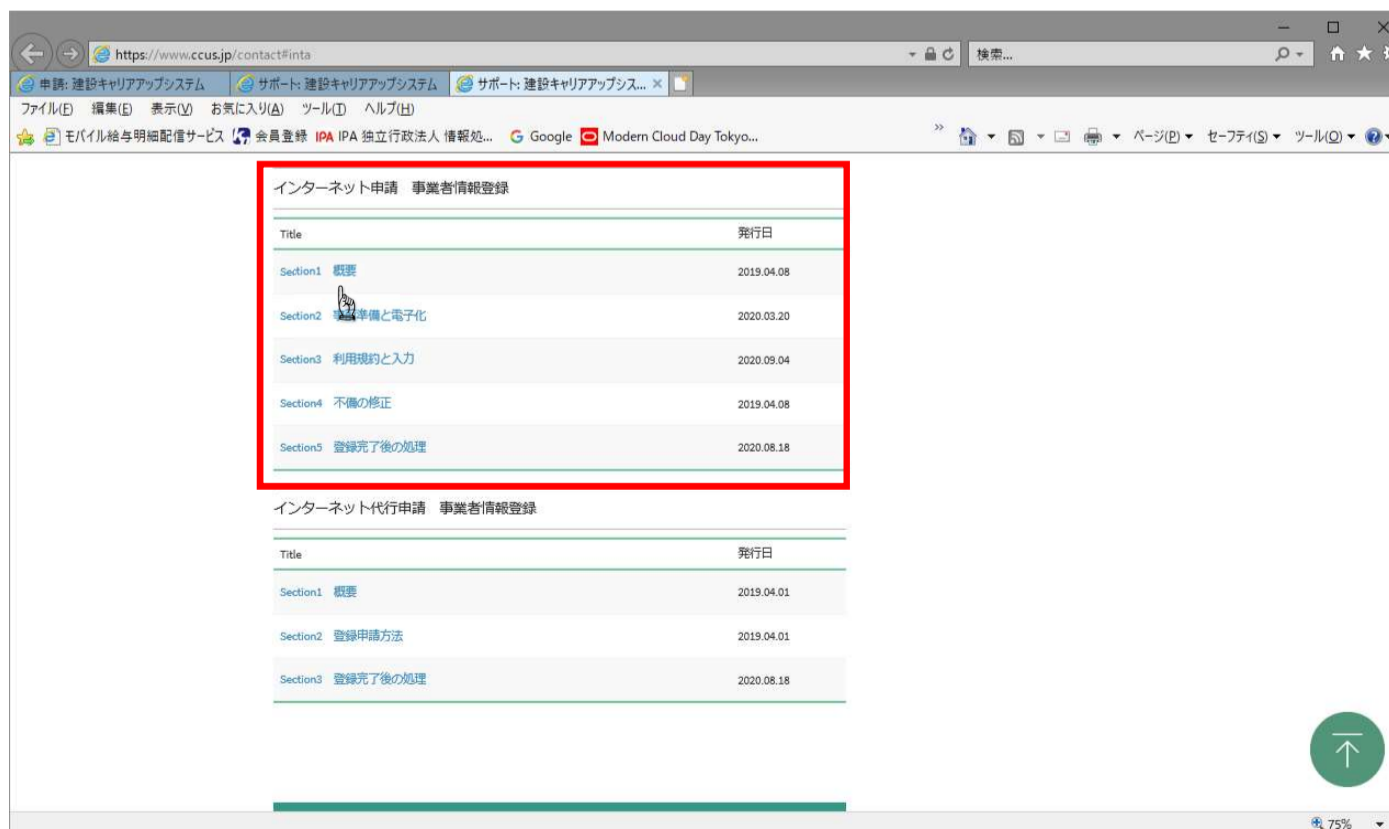 https://www.ccus.jp/contact#inta
検索...
申請: 建設キャリアアップシステム
サポート: 建設キャリアアップシステム
サポート: 建設キャリアアップシス...
ファイル(F) 編集(E) 表示(V) お気に入り(A) ツール(T) ヘルプ(H)
モバイル給与明細配信サービス 会員登録 IPA IPA 独立行政法人 情報処... G Google Modern Cloud Day Tokyo... » ページ(P) セーフティ(S) ツール(O)
インターネット申請 事業者情報登録
Title 発行日
Section1 概要 2019.04.08
Section2 準備と電子化 2020.03.20
Section3 利用規約と入力 2020.09.04
Section4 不備の修正 2019.04.08
Section5 登録完了後の処理 2020.08.18
インターネット代行申請 事業者情報登録
Title 発行日
Section1 概要 2019.04.01
Section2 登録申請方法 2019.04.01
Section3 登録完了後の処理 2020.08.18
75%